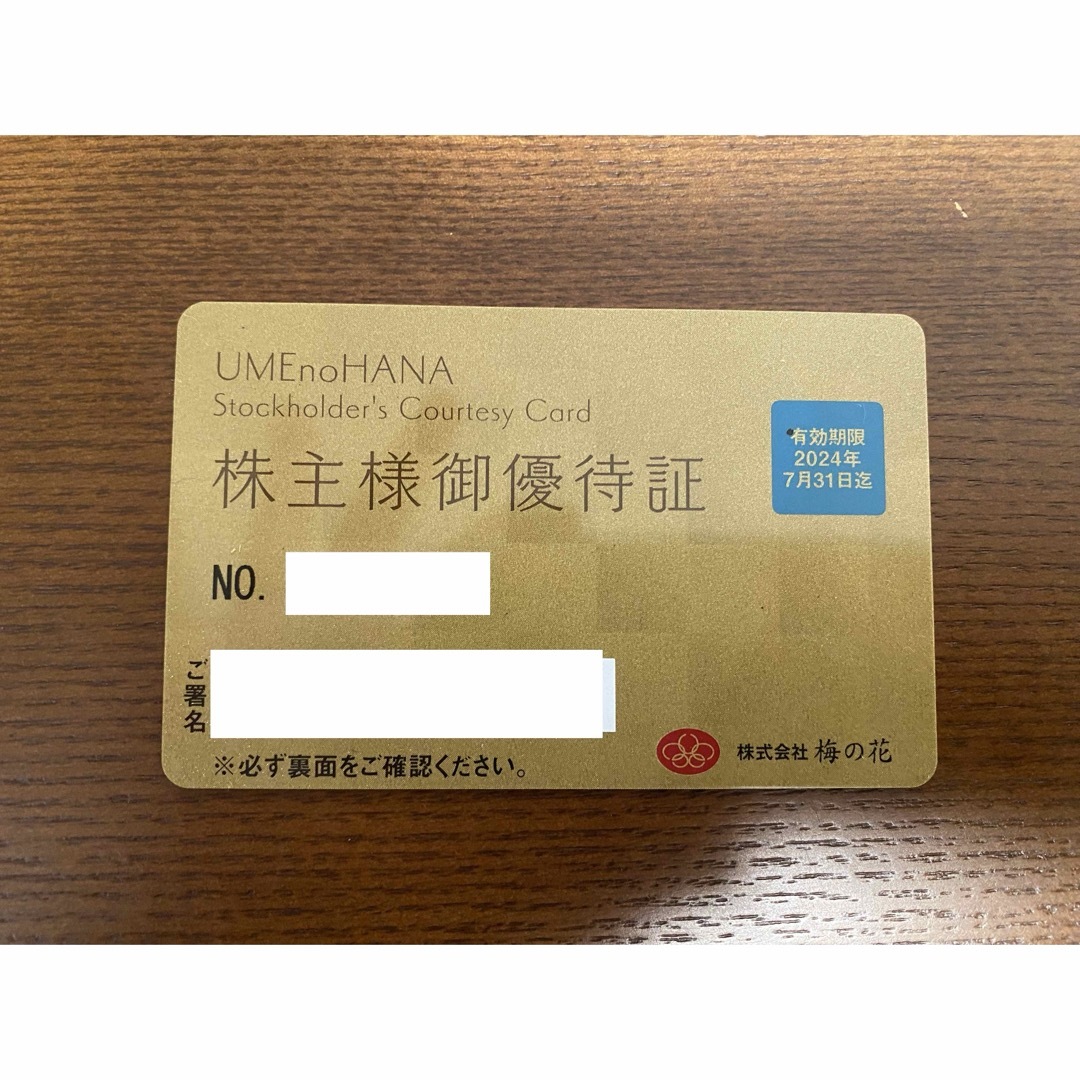 UMEnoHANA
Stockholder's Courtesy Card
株主様御優待証
有効期限
2024年
7月31日迄
NO.
ご署名
※必ず裏面をご確認ください。
株式会社 梅の花